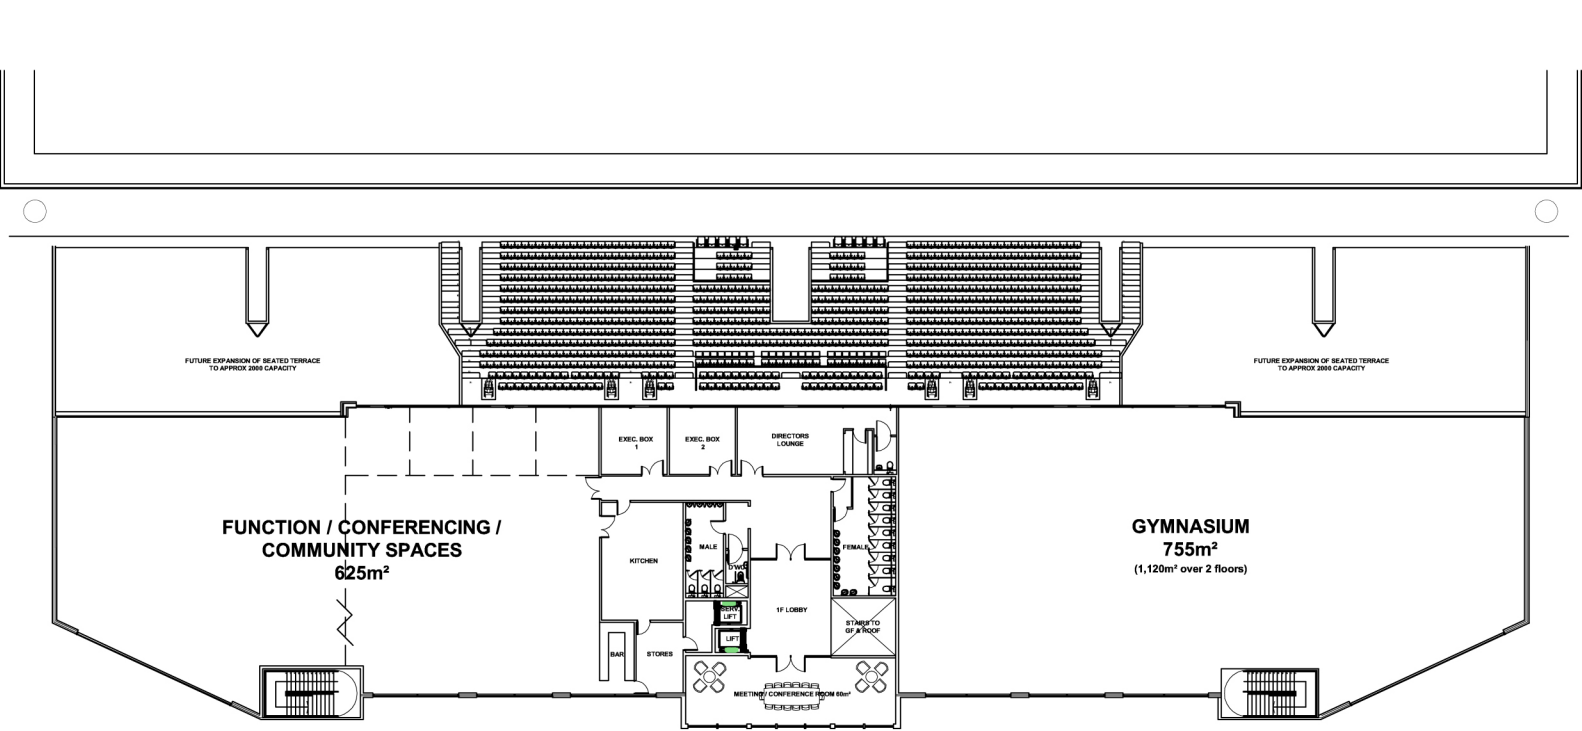 FUTURE EXPANSION OF SEATED TERRACE
TO APPROX 2000 CAPACITY
FUTURE EXPANSION OF SEATED TERRACE
TO APPROX 2000 CAPACITY
EXEC. BOX
1
EXEC. BOX
2
DIRECTORS
LOUNGE
FUNCTION / CONFERENCING /
COMMUNITY SPACES
625m²
GYMNASIUM
755m²
(1,120m² over 2 floors)
KITCHEN
MALE
FEMALE
D'WC
SERV.
LIFT
1F LOBBY
STAIRS TO
GF & ROOF
LIFT
BAR
STORES
MEETING / CONFERENCE ROOM 60m²